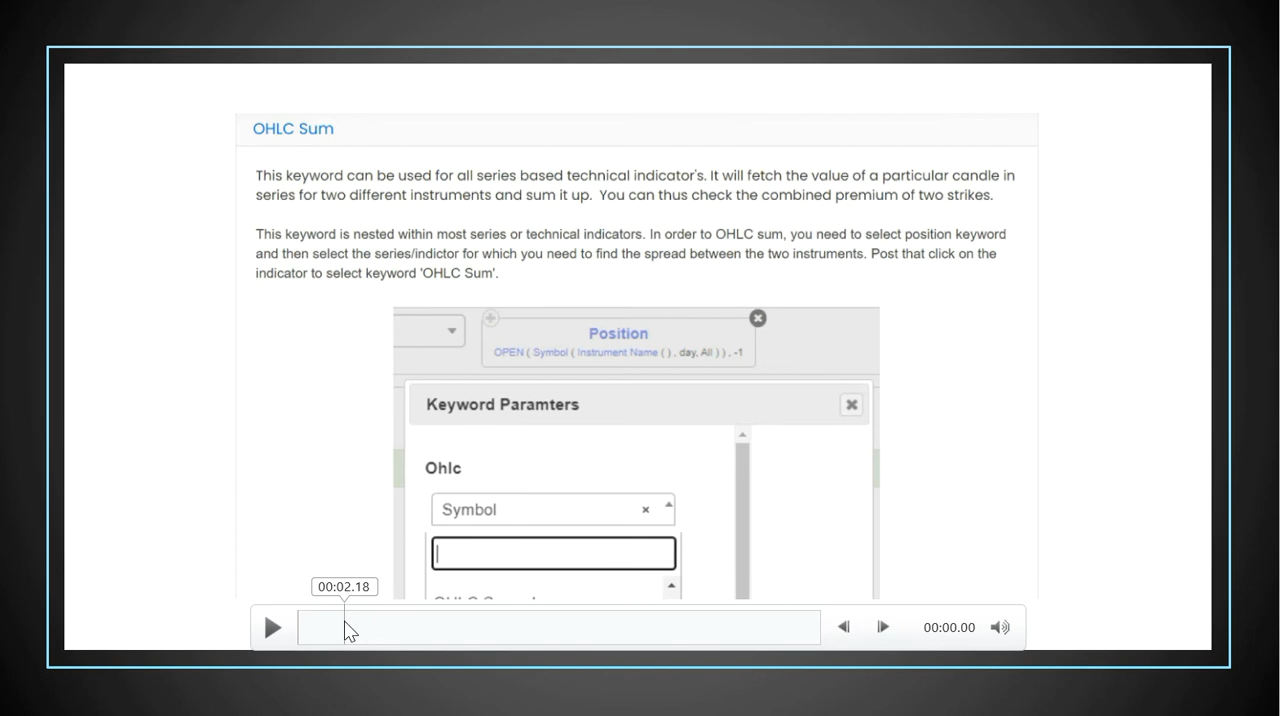 OHLC Sum
This keyword can be used for all series based technical indicator's. It will fetch the value of a particular candle in
series for two different instruments and sum it up. You can thus check the combined premium of two strikes.
This keyword is nested within most series or technical indicators. In order to OHLC sum, you need to select position keyword
and then select the series/indictor for which you need to find the spread between the two instruments. Post that click on the
indicator to select keyword 'OHLC Sum'.
Position
OPEN ( Symbol ( Instrument Name ( ) , day, All ) ) , -1
Keyword Paramters
Ohlc
Symbol
00:02.18
00:00.00